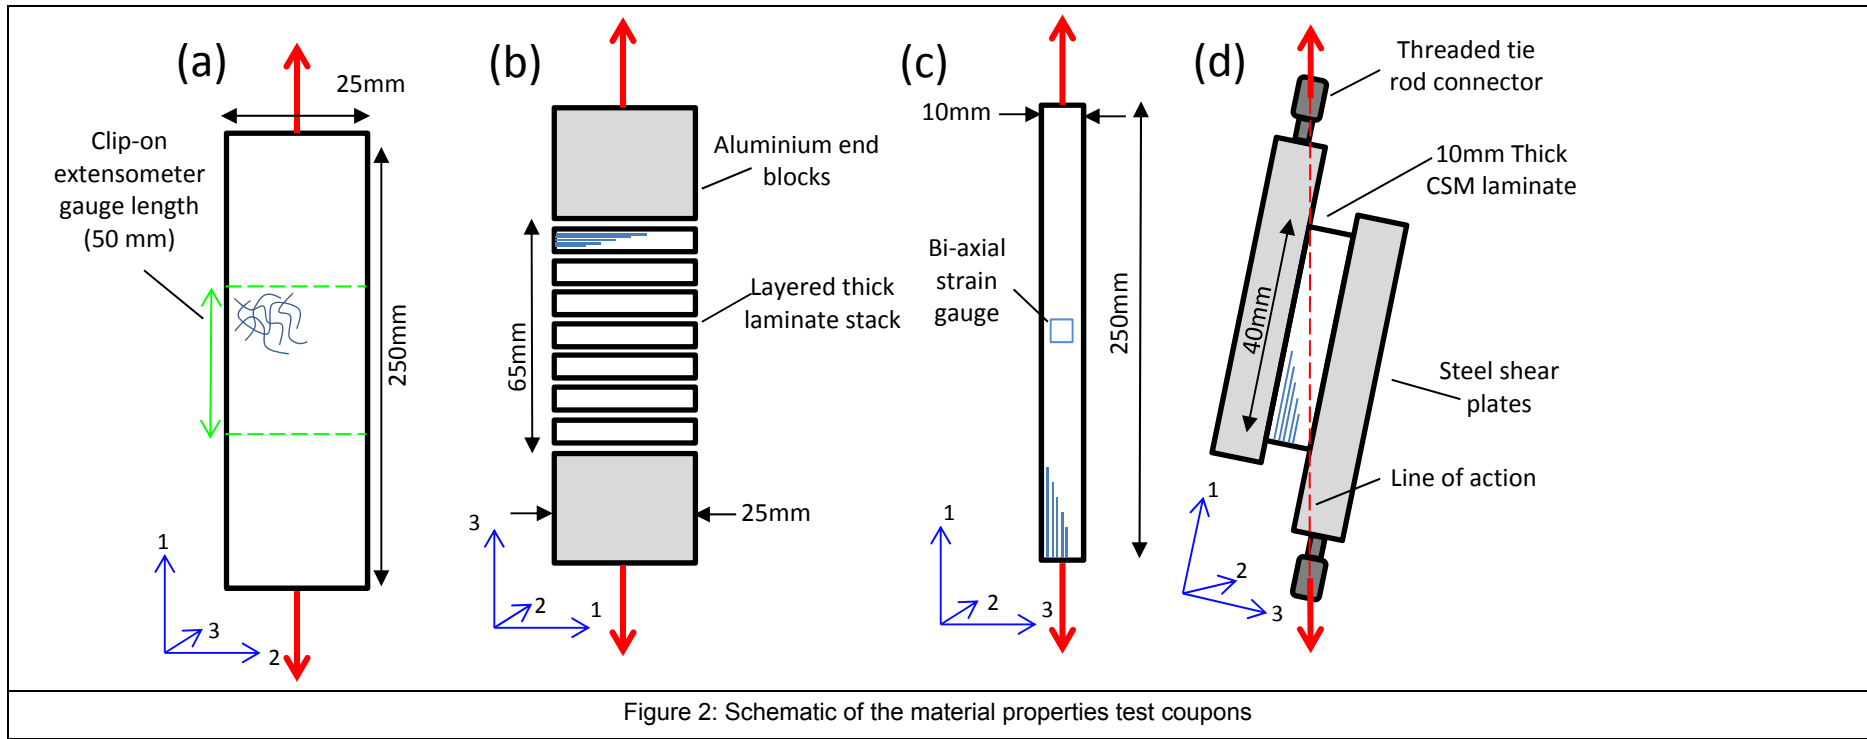 (a)
25mm
Clip-on
extensometer
gauge length
(50 mm)
250mm
1
3
2
(b)
Aluminium end
blocks
Layered thick
laminate stack
65mm
25mm
3
2
1
(c)
10mm
Bi-axial
strain
gauge
250mm
1
2
3
(d)
Threaded tie
rod connector
10mm Thick
CSM laminate
40mm
Steel shear
plates
Line of action
1
2
3
Figure 2: Schematic of the material properties test coupons